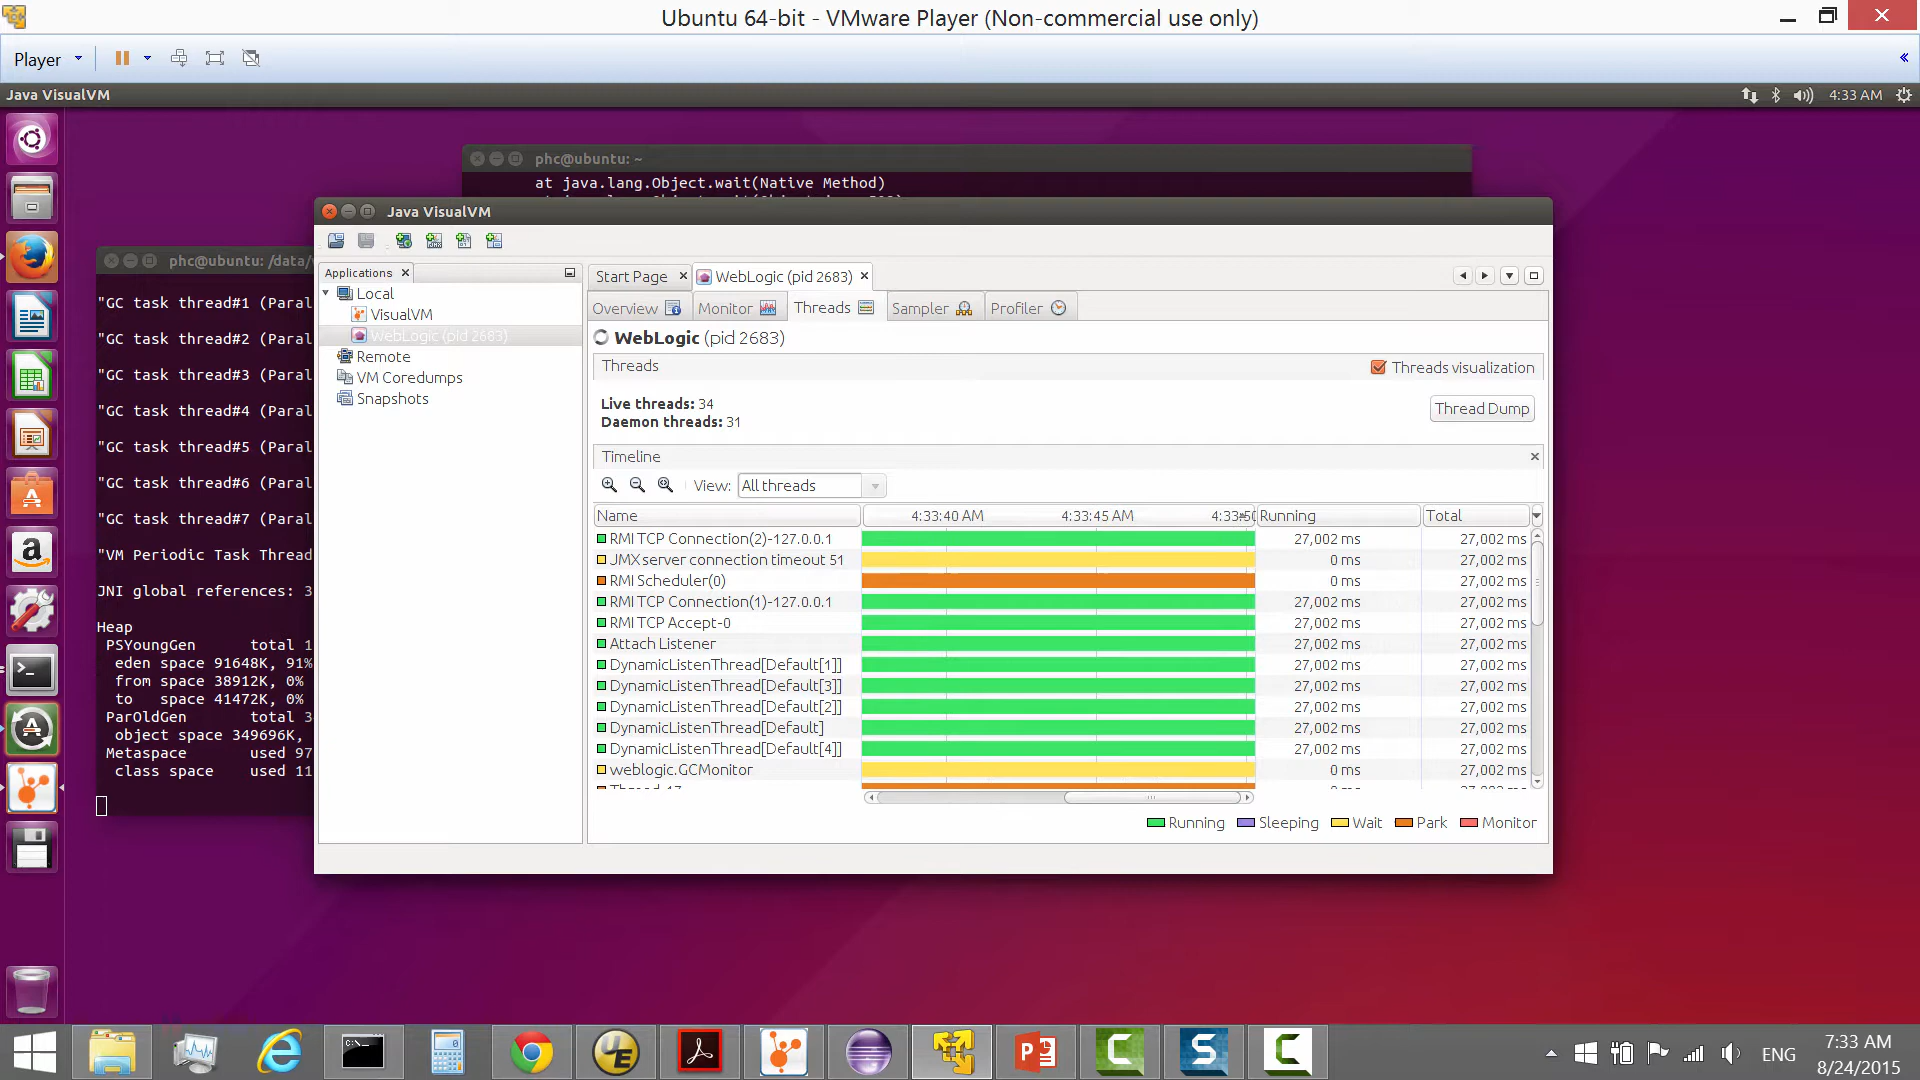 Ubuntu 64-bit - VMware Player (Non-commercial use only)
Player
Java VisualVM
4:33 AM
phc@ubuntu: ~
at java.lang.Object.wait(Native Method)
Java VisualVM
phc@ubuntu: /data/
"GC task thread#1 (Paral
"GC task thread#2 (Paral
"GC task thread#3 (Paral
"GC task thread#4 (Paral
"GC task thread#5 (Paral
"GC task thread#6 (Paral
"GC task thread#7 (Paral
"VM Periodic Task Thread
JNI global references: 3
Heap
PSYoungGen total 1
eden space 91648K, 91%
from space 38912K, 0%
to space 41472K, 0%
ParOldGen total 3
object space 349696K,
Metaspace used 97
class space used 11
Applications
Local
VisualVM
WebLogic (pid 2683)
Remote
VM Coredumps
Snapshots
Start Page
WebLogic (pid 2683)
Overview
Monitor
Threads
Sampler
Profiler
WebLogic (pid 2683)
Threads
Threads visualization
Live threads: 34
Daemon threads: 31
Thread Dump
Timeline
View: All threads
Name 4:33:40 AM 4:33:45 AM 4:33:50 Running Total
RMI TCP Connection(2)-127.0.0.1 27,002 ms 27,002 ms
JMX server connection timeout 51 0 ms 27,002 ms
RMI Scheduler(0) 0 ms 27,002 ms
RMI TCP Connection(1)-127.0.0.1 27,002 ms 27,002 ms
RMI TCP Accept-0 27,002 ms 27,002 ms
Attach Listener 27,002 ms 27,002 ms
DynamicListenThread[Default[1]] 27,002 ms 27,002 ms
DynamicListenThread[Default[3]] 27,002 ms 27,002 ms
DynamicListenThread[Default[2]] 27,002 ms 27,002 ms
DynamicListenThread[Default] 27,002 ms 27,002 ms
DynamicListenThread[Default[4]] 27,002 ms 27,002 ms
weblogic.GCMonitor 0 ms 27,002 ms
Running Sleeping Wait Park Monitor
ENG
7:33 AM
8/24/2015